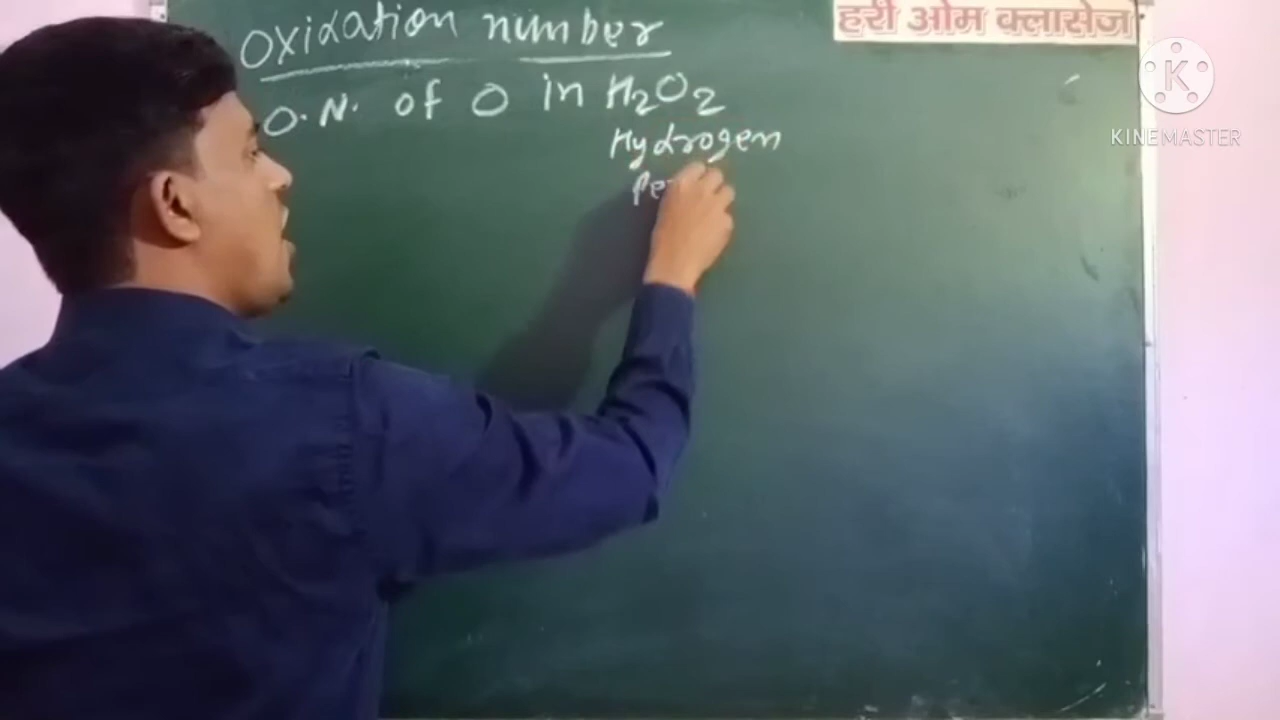 हरी ओम क्लासेज
Oxidation number
O.N. of O in H₂O₂
Hydrogen
K
KINEMASTER